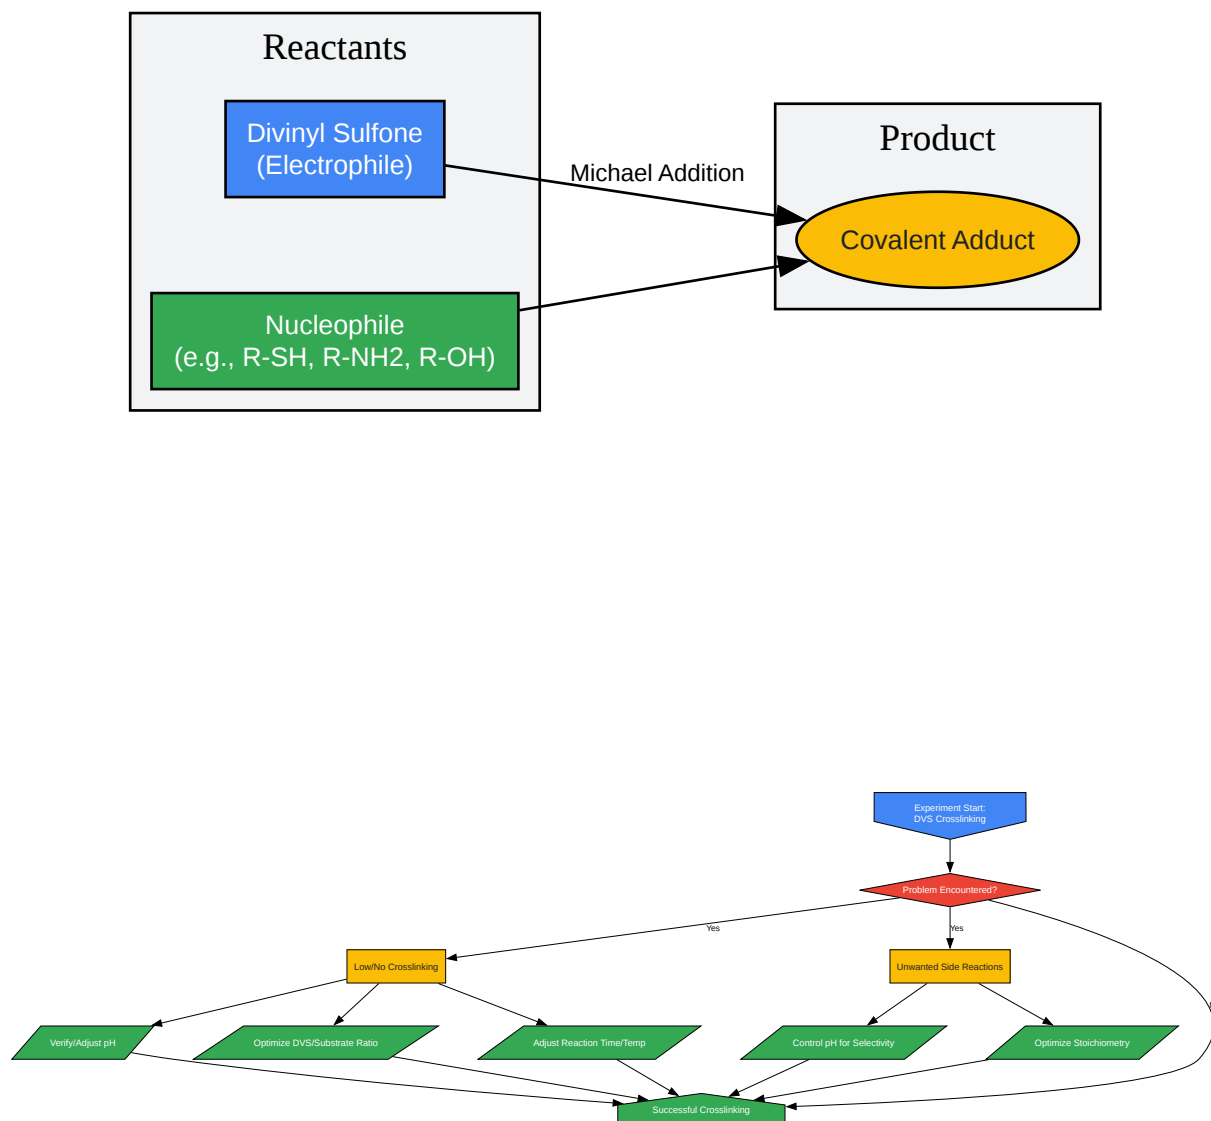 Reactants
Divinyl Sulfone
(Electrophile)
Michael Addition
Product
Covalent Adduct
Nucleophile
(e.g., R-SH, R-NH2, R-OH)
Experiment Start:
DVS Crosslinking
Problem Encountered?
Yes
Yes
Low/No Crosslinking
Unwanted Side Reactions
Verify/Adjust pH
Optimize DVS/Substrate Ratio
Adjust Reaction Time/Temp
Control pH for Selectivity
Optimize Stoichiometry
Successful Crosslinking